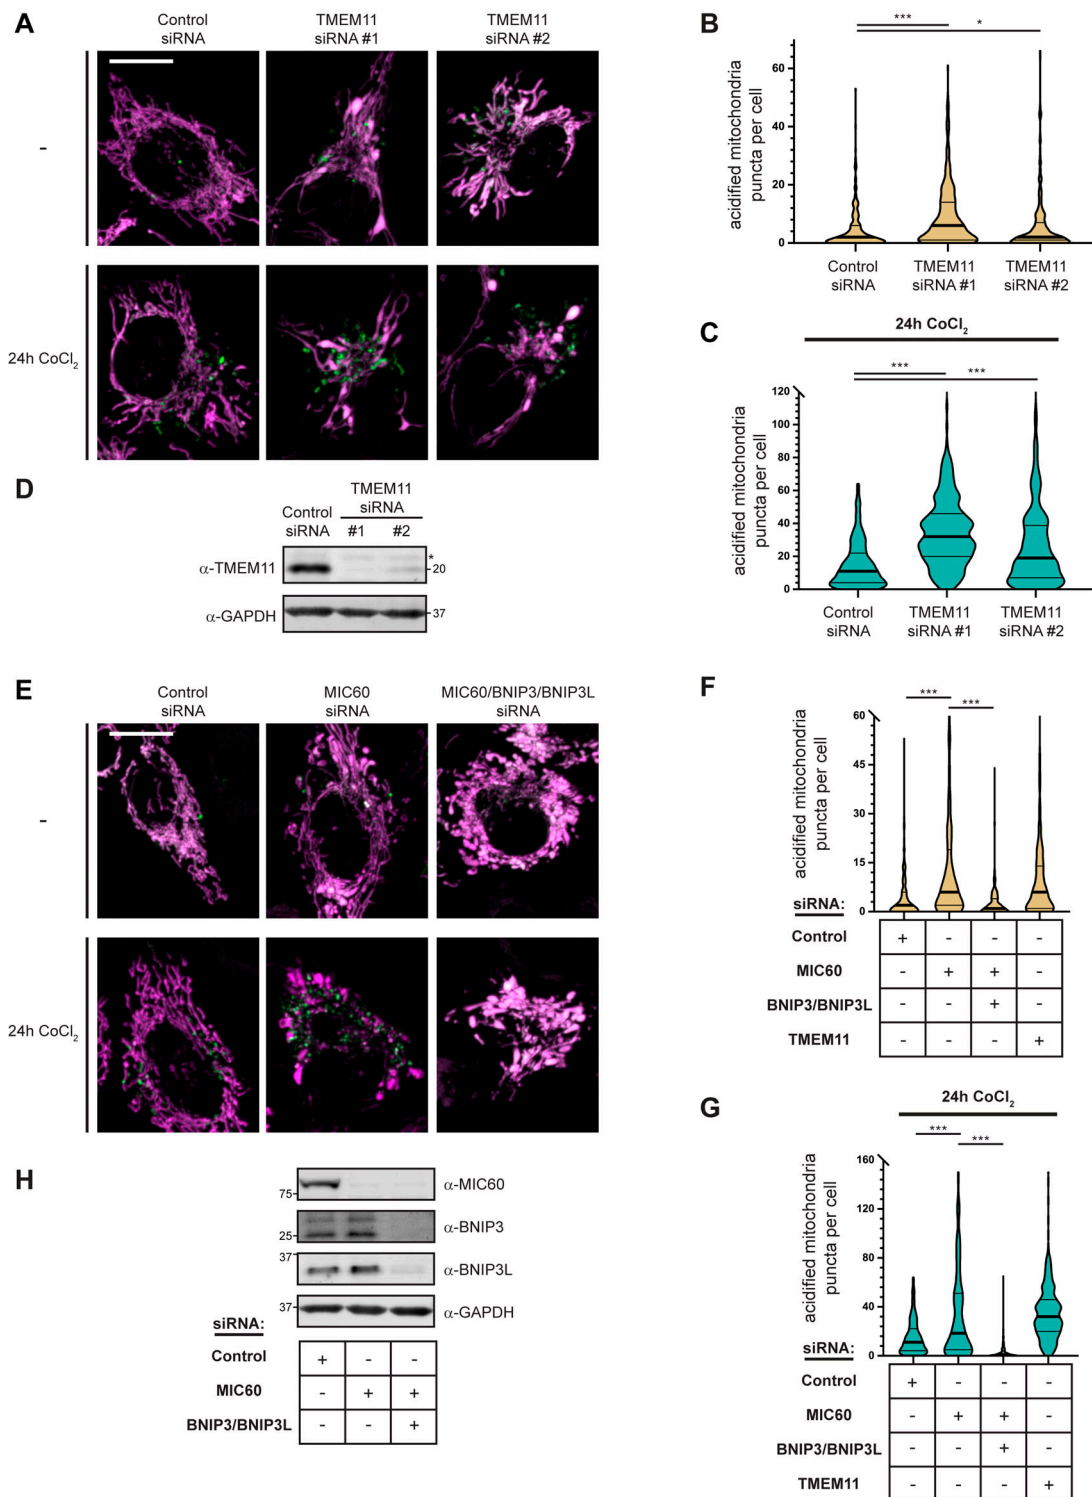 A
Control
siRNA
TMEM11
siRNA #1
TMEM11
siRNA #2
-
24h CoCl2
B
*** *
acidified mitochondria
puncta per cell
60
40
20
0
Control
siRNA
TMEM11
siRNA #1
TMEM11
siRNA #2
C
24h CoCl2
*** ***
acidified mitochondria
puncta per cell
120
100
80
60
40
20
0
Control
siRNA
TMEM11
siRNA #1
TMEM11
siRNA #2
D
TMEM11
siRNA
Control
siRNA
#1 #2
α-TMEM11
*
20
α-GAPDH
37
E
Control
siRNA
MIC60
siRNA
MIC60/BNIP3/BNIP3L
siRNA
-
24h CoCl2
F
*** ***
acidified mitochondria
puncta per cell
60
45
30
15
0
siRNA:
Control + - - -
MIC60 - + + -
BNIP3/BNIP3L - - + -
TMEM11 - - - +
G
24h CoCl2
*** ***
acidified mitochondria
puncta per cell
160
120
80
40
0
siRNA:
Control + - - -
MIC60 - + + -
BNIP3/BNIP3L - - + -
TMEM11 - - - +
H
75
α-MIC60
25
α-BNIP3
37
α-BNIP3L
37
α-GAPDH
siRNA:
Control + - -
MIC60 - + +
BNIP3/BNIP3L - - +